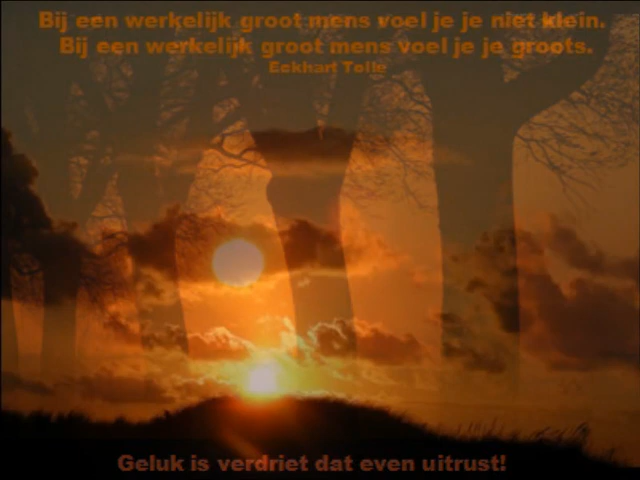 Bij een werkelijk groot mens voel je je niet klein.
Bij een werkelijk groot mens voel je je groots.
Eckhart Tolle
Geluk is verdriet dat even uitrust!